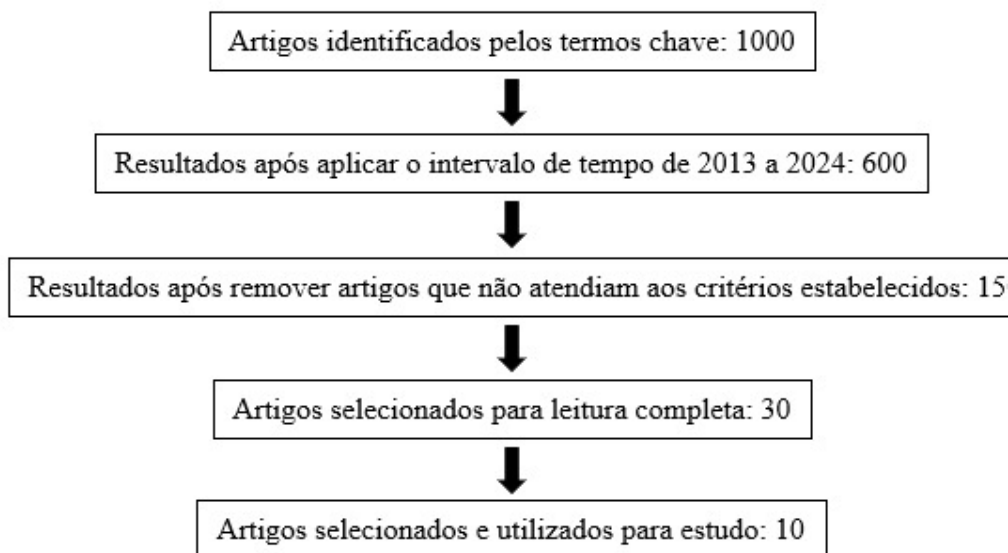 Artigos identificados pelos termos chave: 1000
Resultados após aplicar o intervalo de tempo de 2013 a 2024: 600
Resultados após remover artigos que não atendiam aos critérios estabelecidos: 15
Artigos selecionados para leitura completa: 30
Artigos selecionados e utilizados para estudo: 10